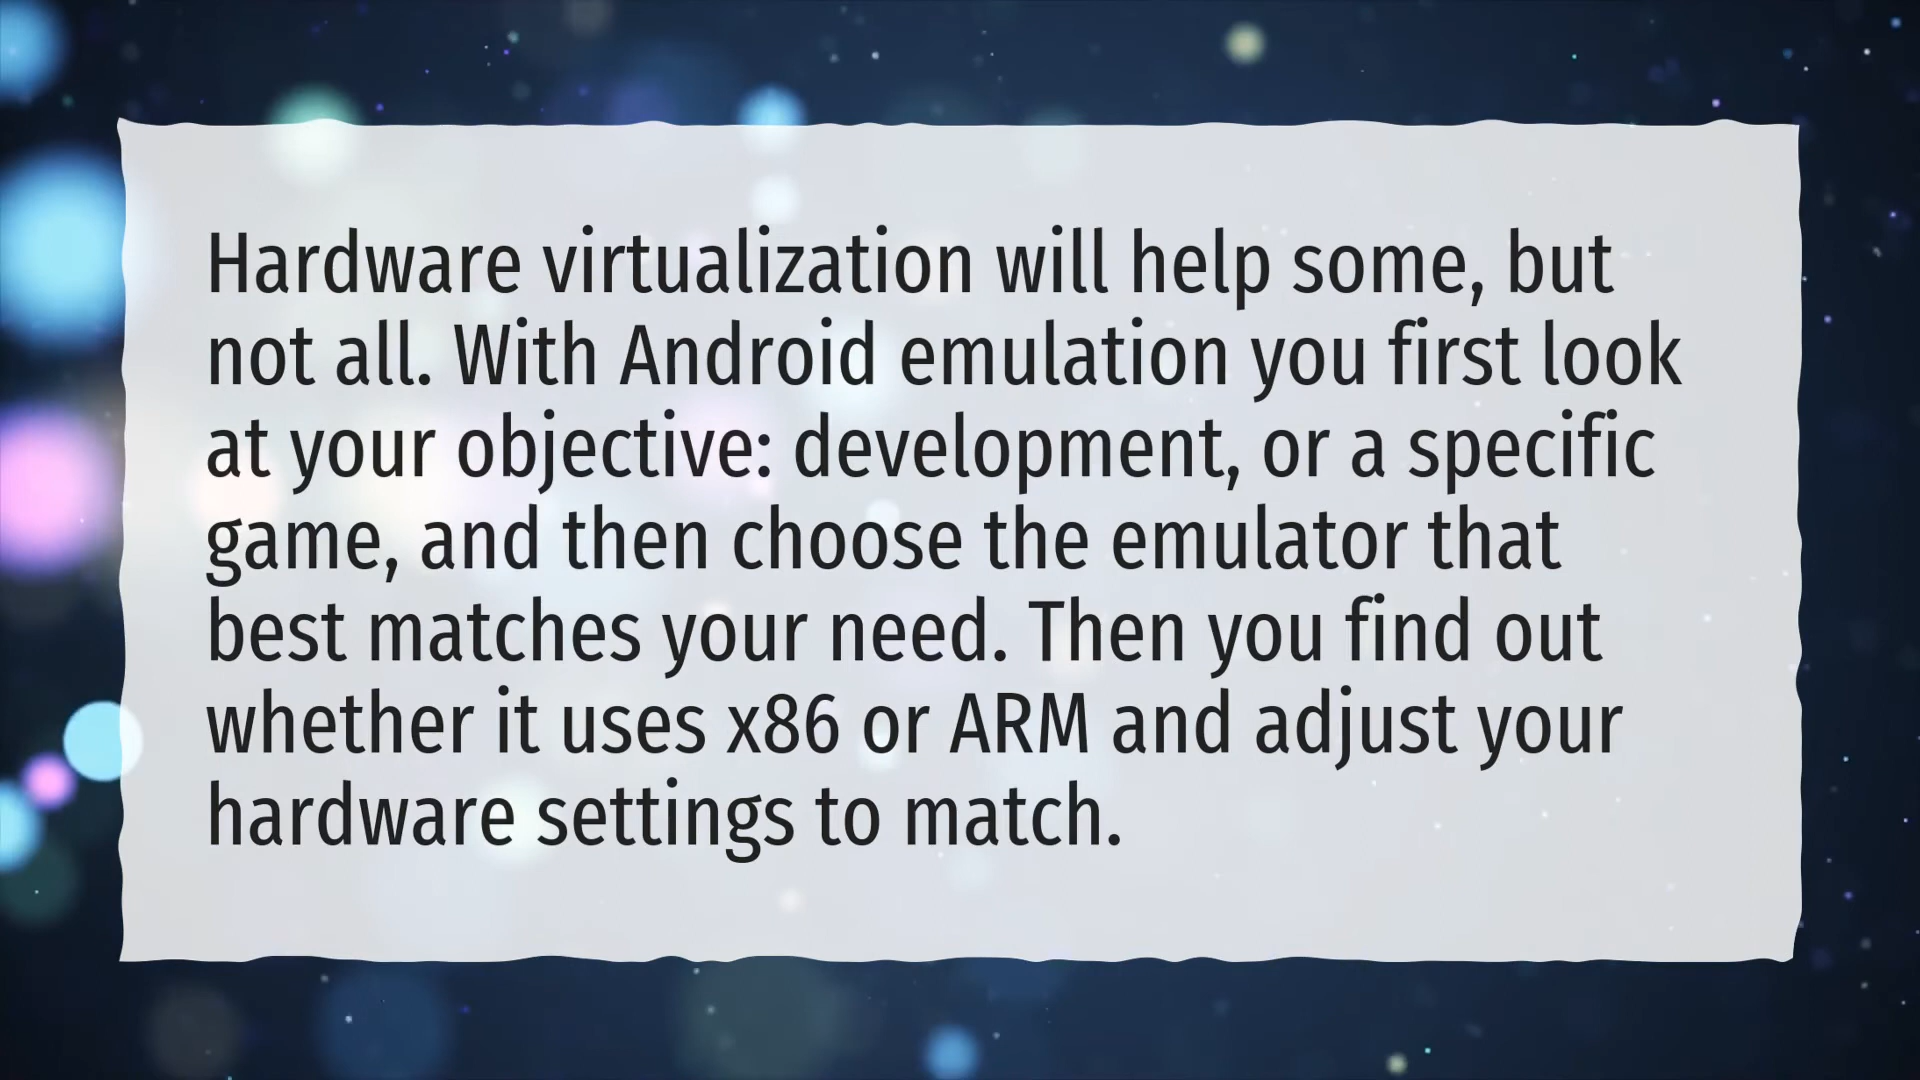 Hardware virtualization will help some, but
not all. With Android emulation you first look
at your objective: development, or a specific
game, and then choose the emulator that
best matches your need. Then you find out
whether it uses x86 or ARM and adjust your
hardware settings to match.